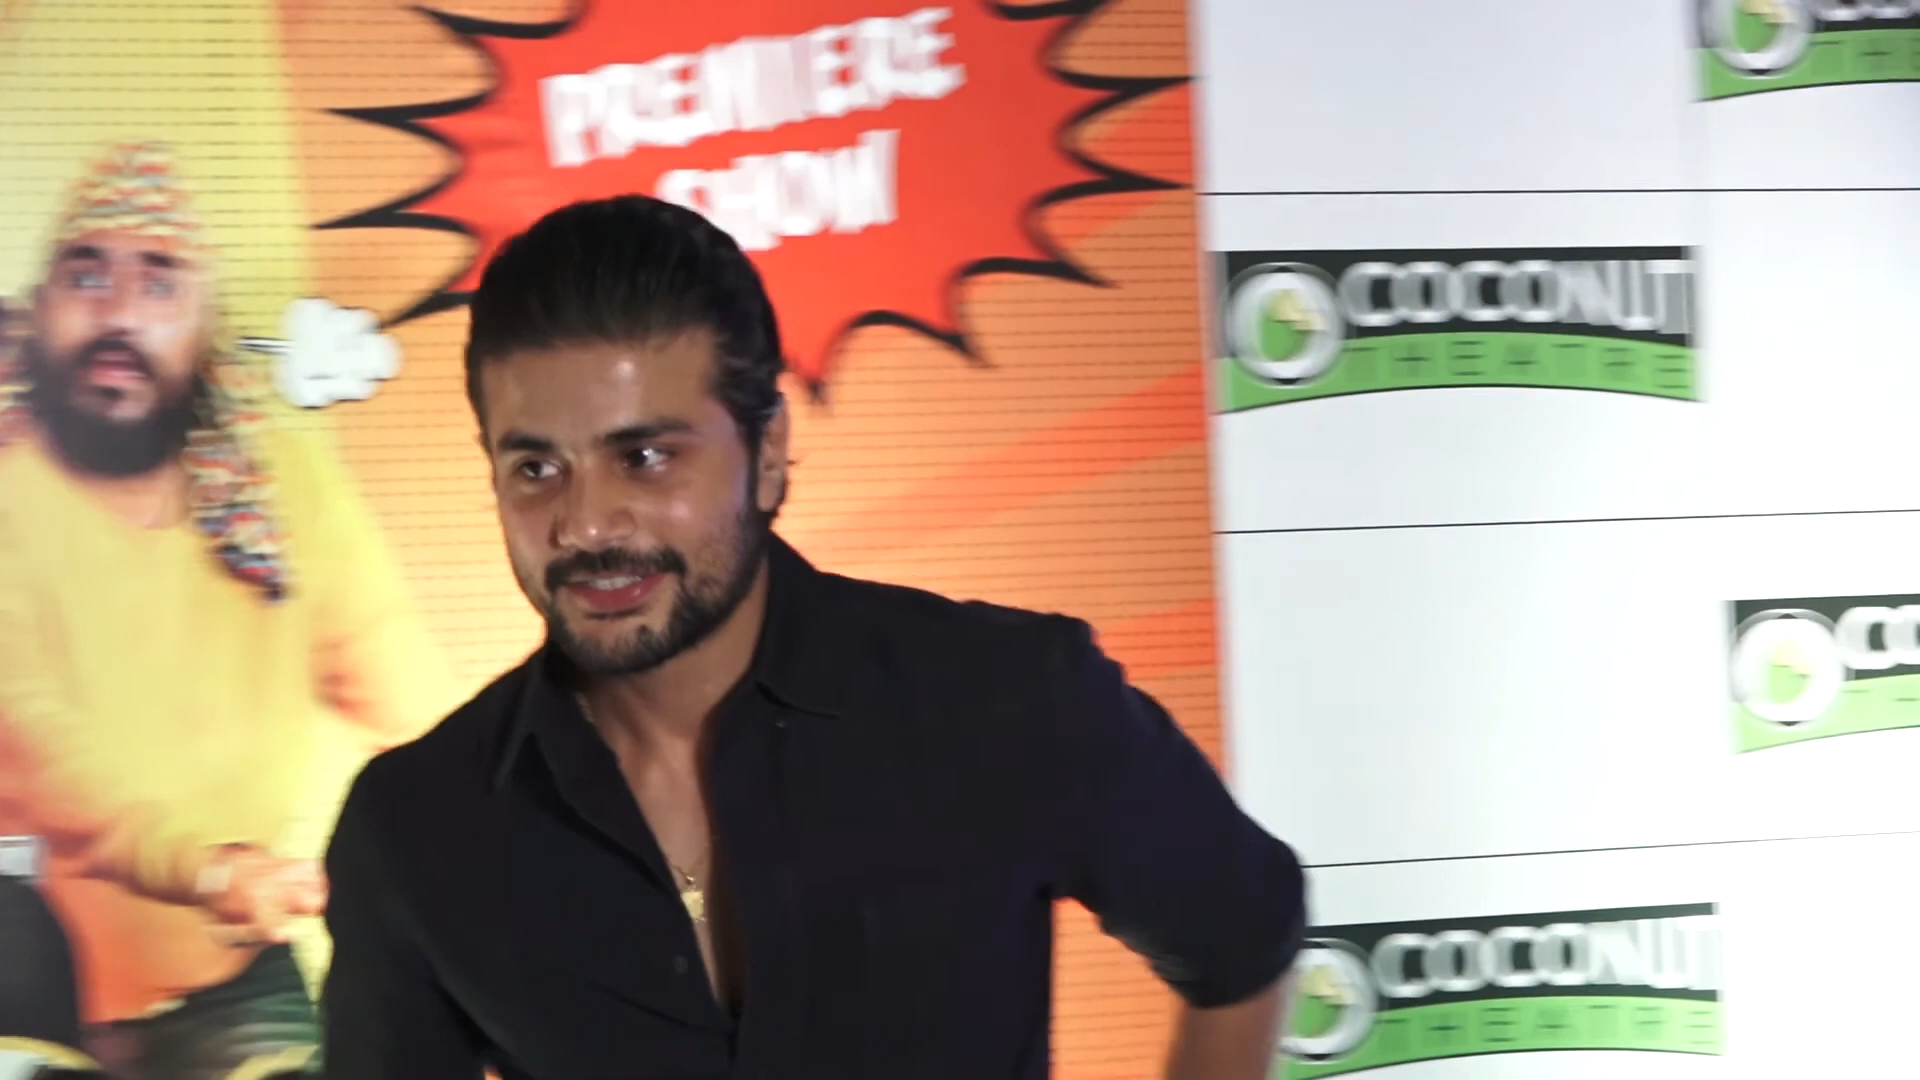 PREMIERE
SHOW
COCONUT
THEATRE
COCONUT
THEATRE